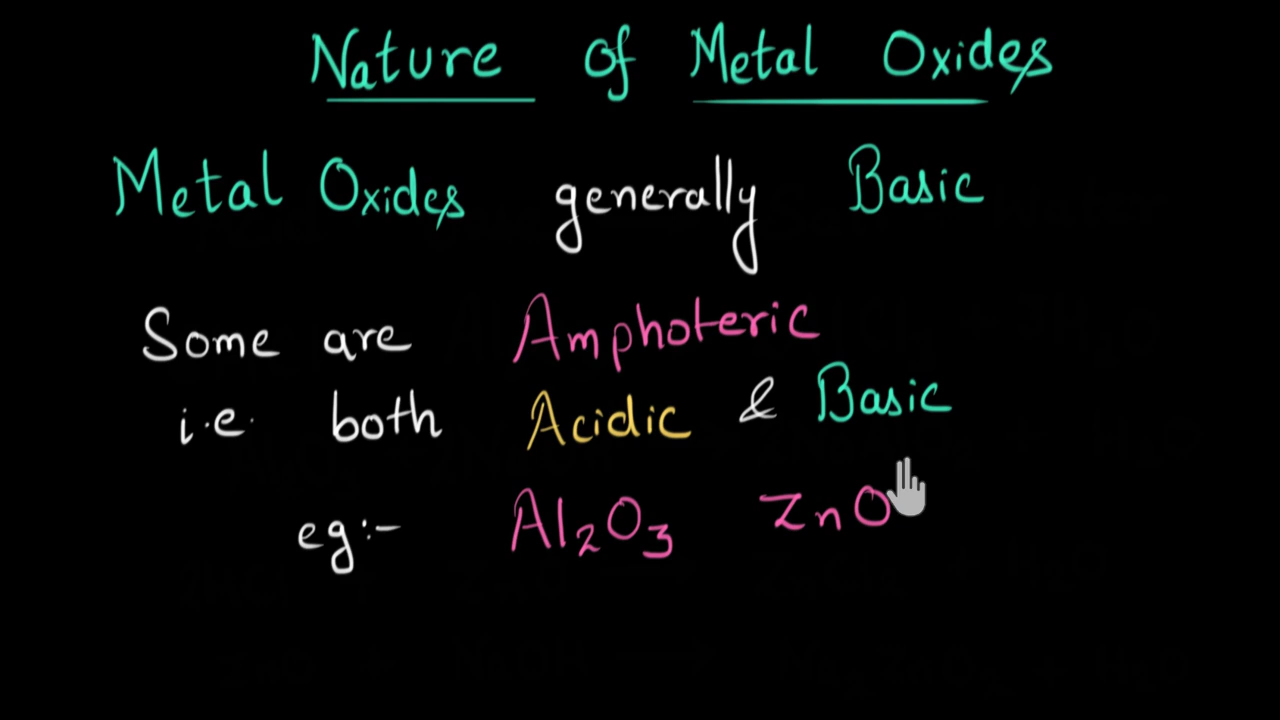 Nature of Metal Oxides
Metal Oxides generally Basic
Some are Amphoteric
i.e. both Acidic & Basic
eg:- Al₂O₃ ZnO